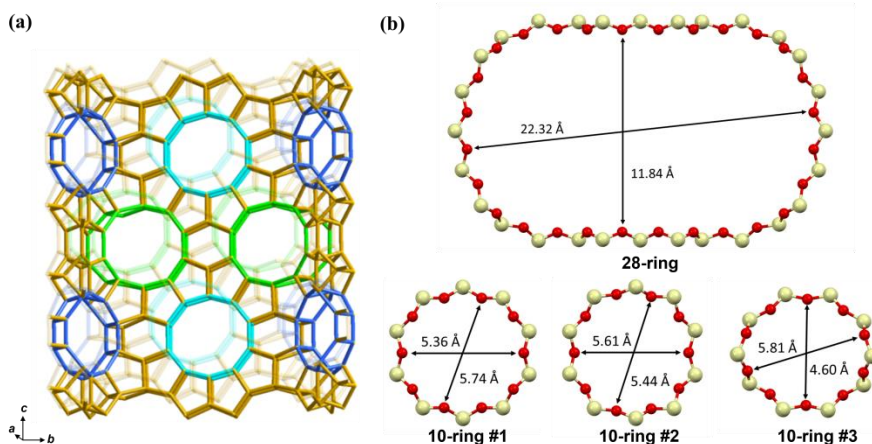 (a)
(b)
22.32 Å
11.84 Å
28-ring
5.36 Å
5.74 Å
5.61 Å
5.44 Å
5.81 Å
4.60 Å
c
a
b
10-ring #1
10-ring #2
10-ring #3